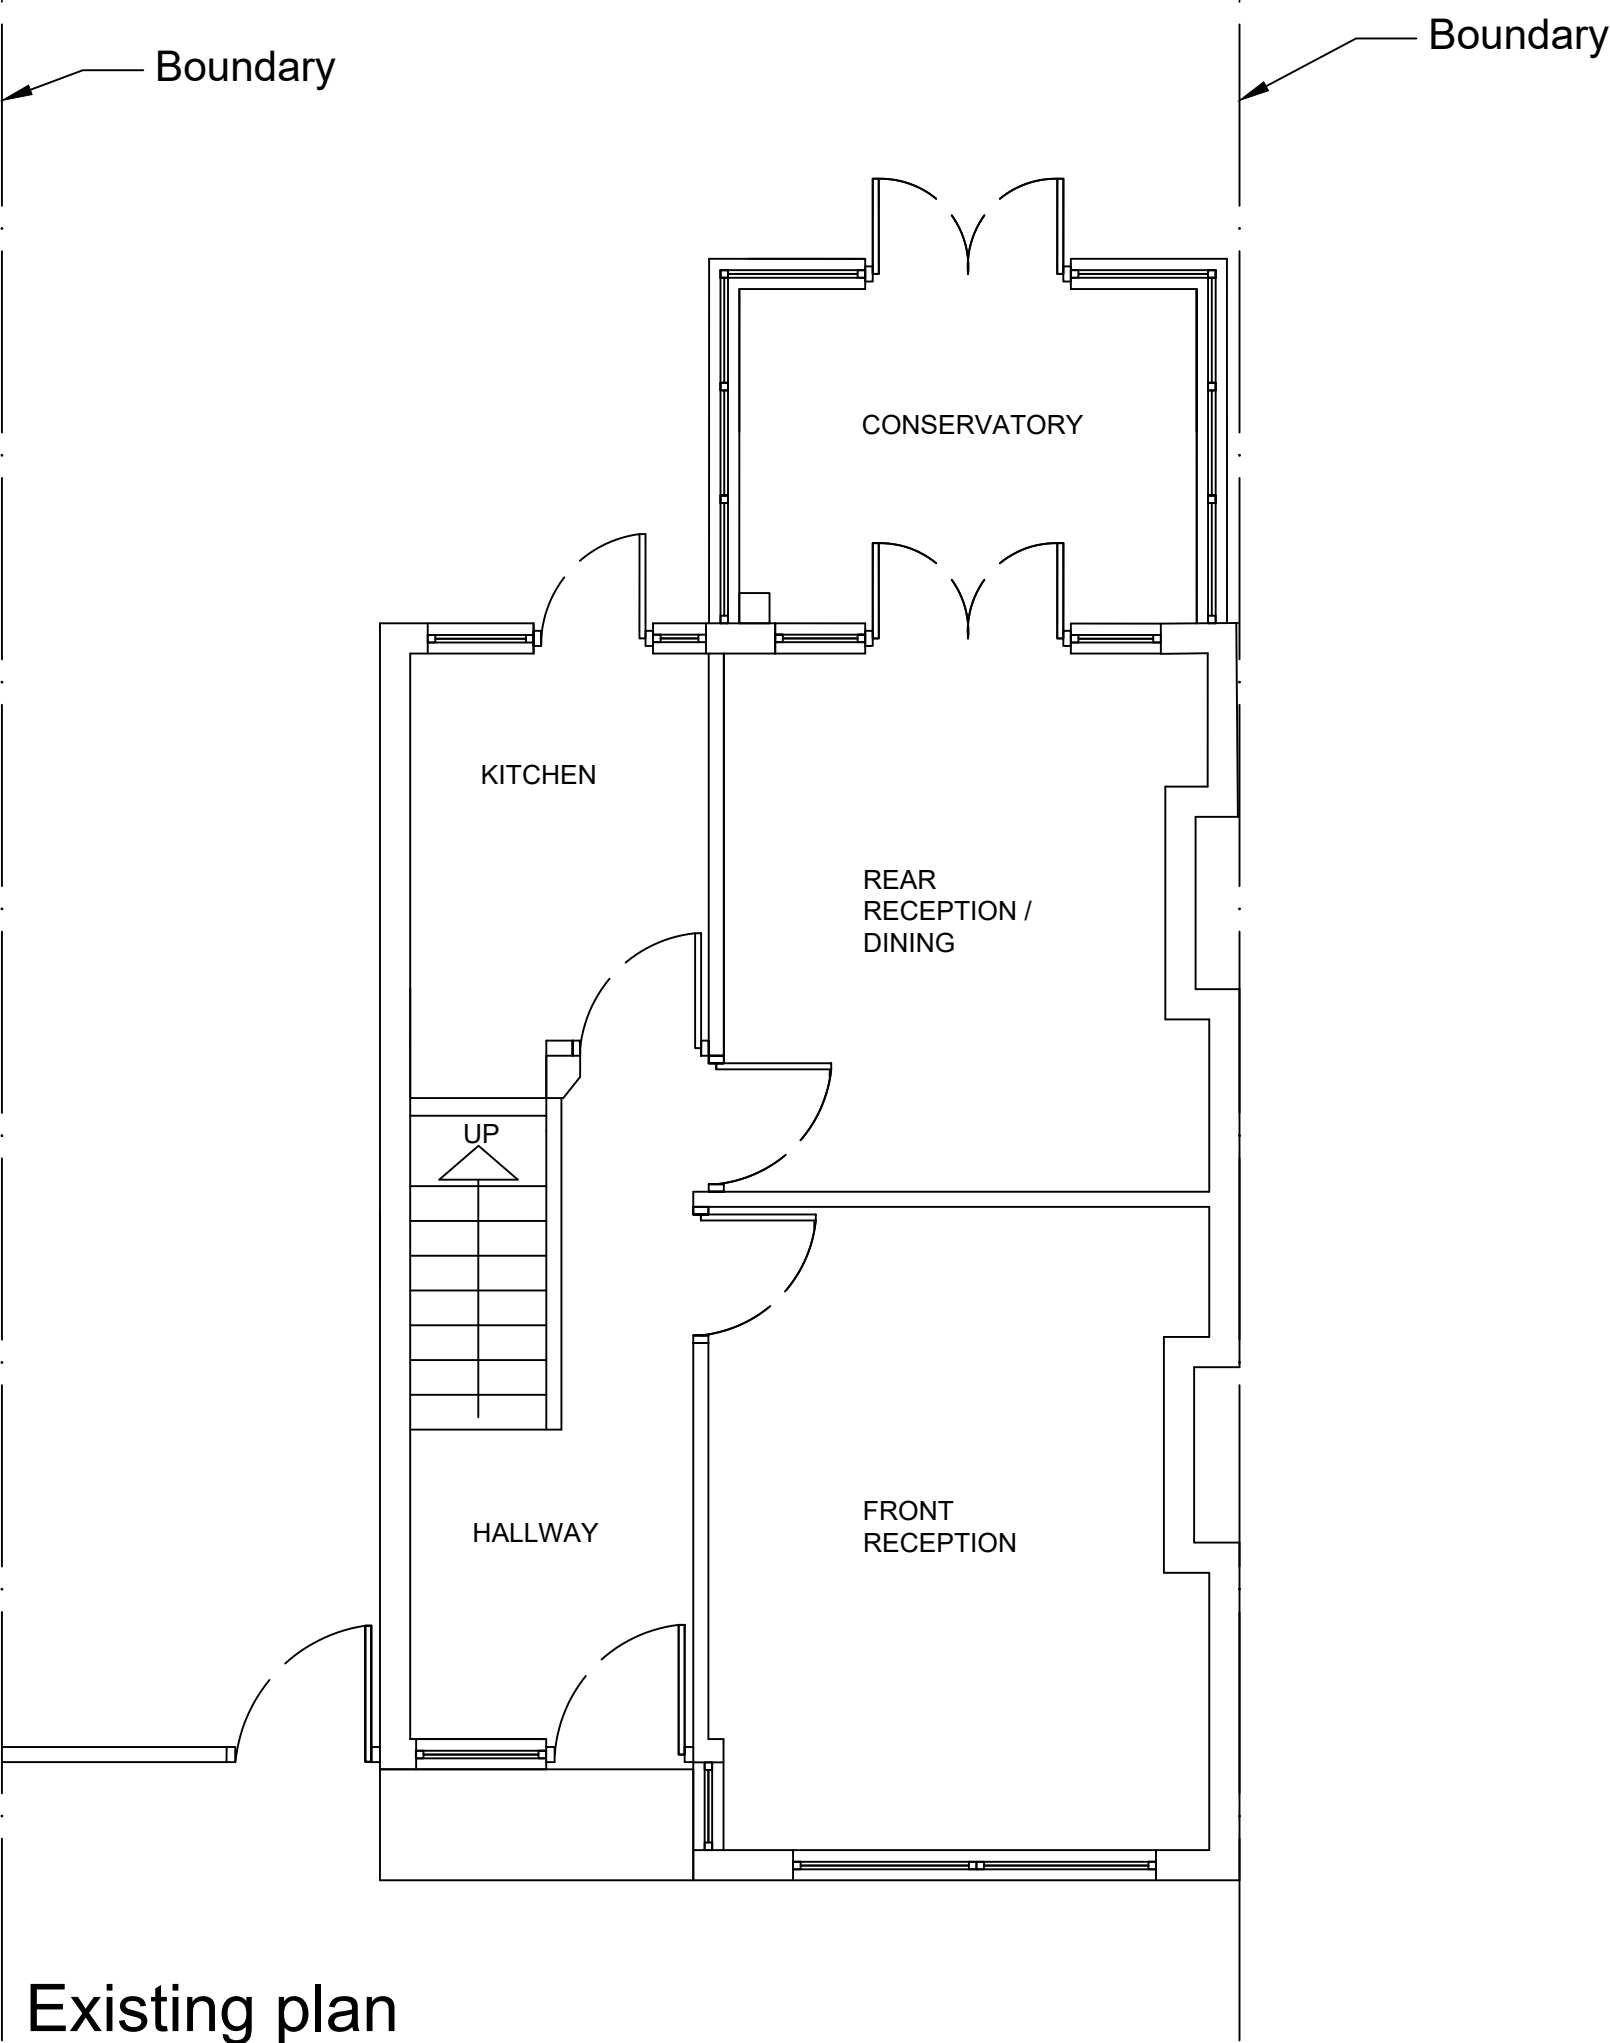 Boundary
Boundary
CONSERVATORY
KITCHEN
REAR
RECEPTION /
DINING
UP
FRONT
RECEPTION
HALLWAY
Existing plan